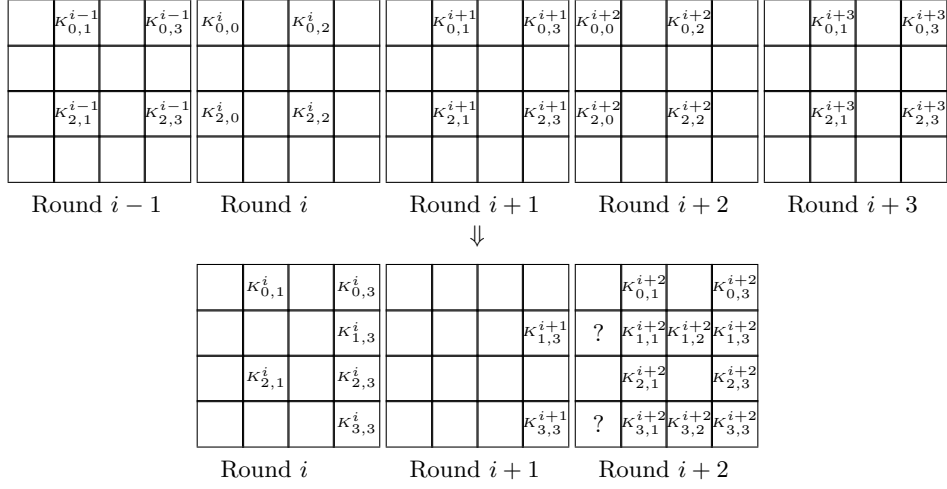 K^{i-1}_{0,1} K^{i-1}_{0,3} K^{i}_{0,0} K^{i}_{0,2} K^{i+1}_{0,1} K^{i+1}_{0,3} K^{i+2}_{0,0} K^{i+2}_{0,2} K^{i+3}_{0,1} K^{i+3}_{0,3}
K^{i-1}_{2,1} K^{i-1}_{2,3} K^{i}_{2,0} K^{i}_{2,2} K^{i+1}_{2,1} K^{i+1}_{2,3} K^{i+2}_{2,0} K^{i+2}_{2,2} K^{i+3}_{2,1} K^{i+3}_{2,3}
Round i − 1 Round i Round i + 1 Round i + 2 Round i + 3
⇓
K^{i}_{0,1} K^{i}_{0,3} K^{i+2}_{0,1} K^{i+2}_{0,3}
K^{i}_{1,3} K^{i+1}_{1,3} ? K^{i+2}_{1,1} K^{i+2}_{1,2} K^{i+2}_{1,3}
K^{i}_{2,1} K^{i}_{2,3} K^{i+2}_{2,1} K^{i+2}_{2,3}
K^{i}_{3,3} K^{i+1}_{3,3} ? K^{i+2}_{3,1} K^{i+2}_{3,2} K^{i+2}_{3,3}
Round i Round i + 1 Round i + 2